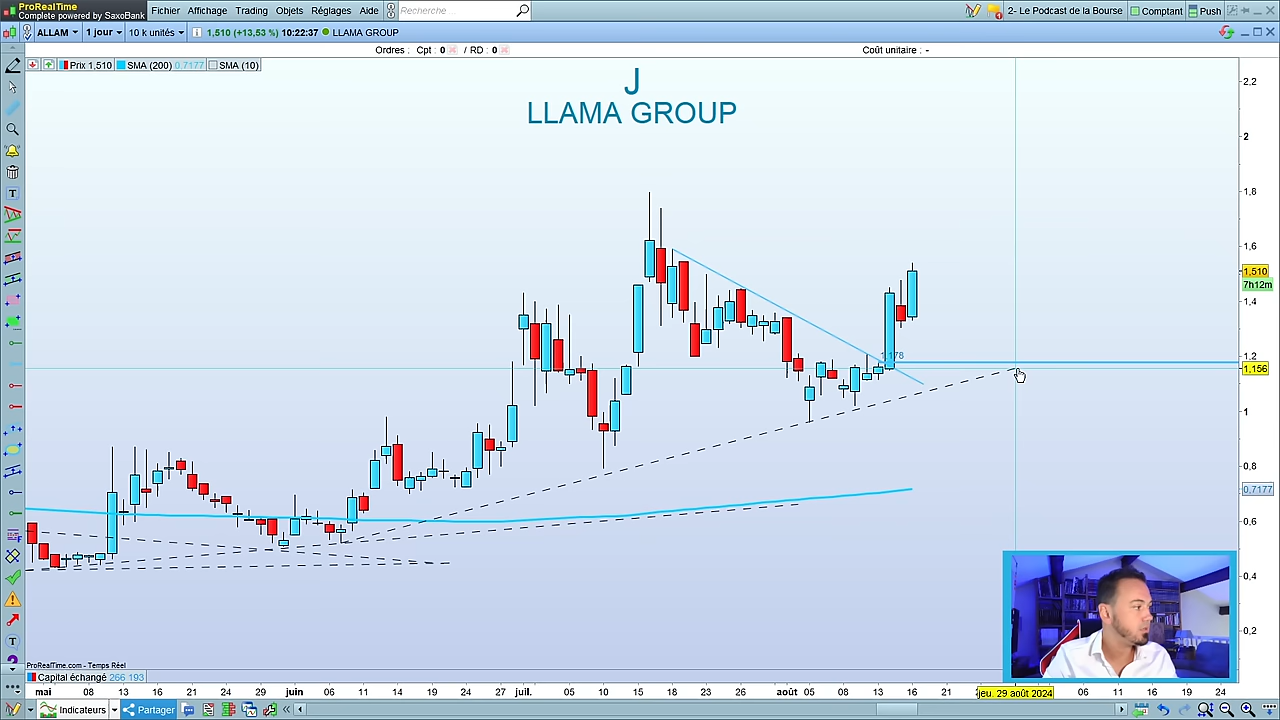 ProRealTime
Complete powered by SaxoBank
Fichier Affichage Trading Objets Réglages Aide Recherche... 2- Le Podcast de la Bourse Comptant Push
ALLAM 1 jour 10 k unités 1,510 (+13,53 %) 10:22:37 LLAMA GROUP
Ordres : Cpt : 0 / RD : 0 Coût unitaire : -
Prix 1,510 SMA (200) 0,7177 SMA (10)
J
LLAMA GROUP
2,2
2
1,8
1,6
1,510
7h12m
1,4
1,178
1,2
1,156
1
0,8
0,7177
0,6
0,4
0,2
ProRealTime.com - Temps Réel
Capital échangé 266 193
mai 08 13 16 21 24 29 juin 06 11 14 19 24 27 juil. 05 10 15 18 23 26 31 août 05 08 13 16 21 jeu. 29 août 2024 06 11 16 19 24
Indicateurs Partager